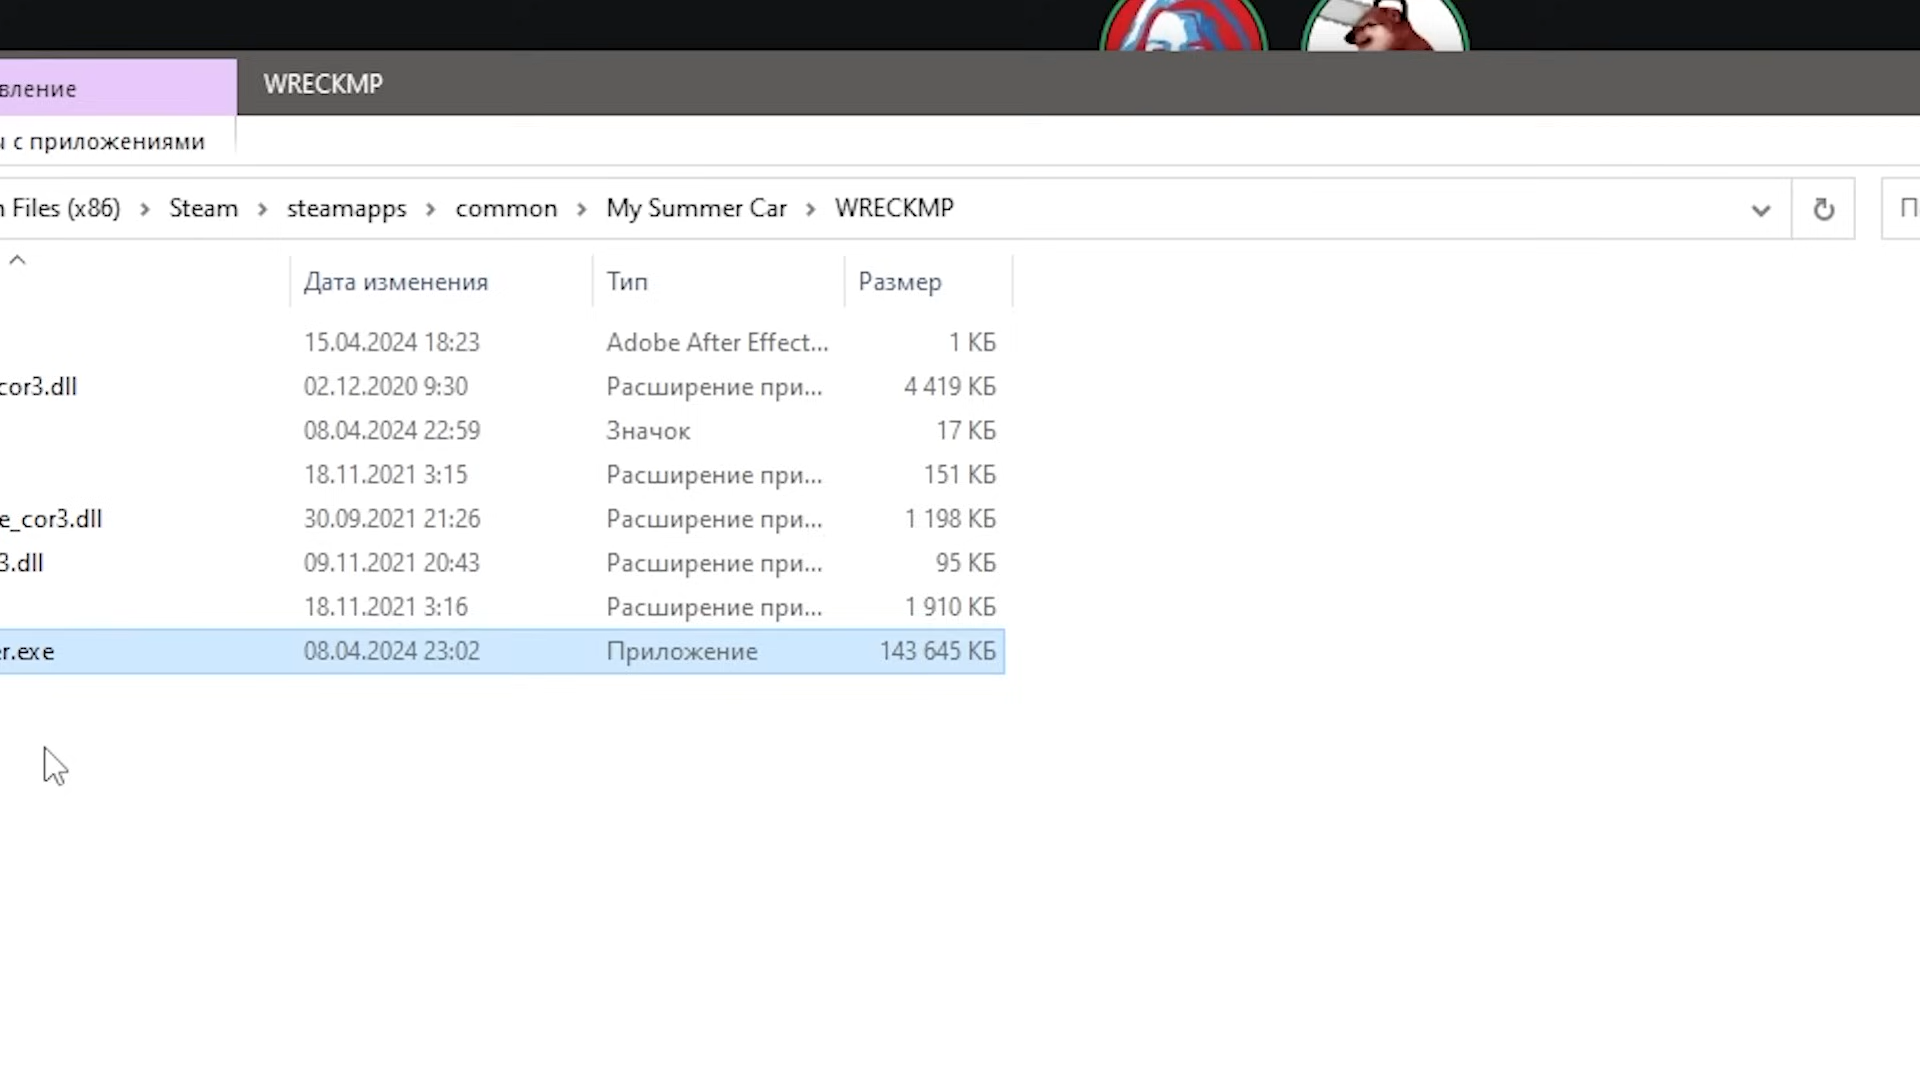 вление WRECKMP
ы с приложениями
Files (x86) Steam steamapps common My Summer Car WRECKMP
Дата изменения Тип Размер
15.04.2024 18:23 Adobe After Effect... 1 КБ
cor3.dll 02.12.2020 9:30 Расширение при... 4 419 КБ
08.04.2024 22:59 Значок 17 КБ
18.11.2021 3:15 Расширение при... 151 КБ
e_cor3.dll 30.09.2021 21:26 Расширение при... 1 198 КБ
3.dll 09.11.2021 20:43 Расширение при... 95 КБ
18.11.2021 3:16 Расширение при... 1 910 КБ
er.exe 08.04.2024 23:02 Приложение 143 645 КБ